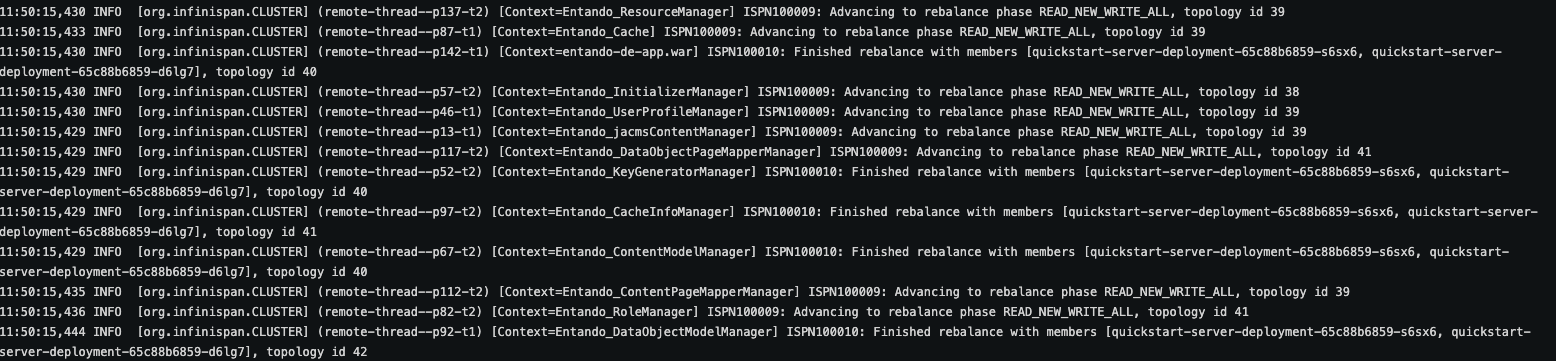 11:50:15,430 INFO  [org.infinispan.CLUSTER] (remote-thread--p137-t2) [Context=Entando_ResourceManager] ISPN100009: Advancing to rebalance phase READ_NEW_WRITE_ALL, topology id 39
11:50:15,433 INFO  [org.infinispan.CLUSTER] (remote-thread--p87-t1) [Context=Entando_Cache] ISPN100009: Advancing to rebalance phase READ_NEW_WRITE_ALL, topology id 39
11:50:15,430 INFO  [org.infinispan.CLUSTER] (remote-thread--p142-t1) [Context=entando-de-app.war] ISPN100010: Finished rebalance with members [quickstart-server-deployment-65c88b6859-s6sx6, quickstart-server-
deployment-65c88b6859-d6lg7], topology id 40
11:50:15,430 INFO  [org.infinispan.CLUSTER] (remote-thread--p57-t2) [Context=Entando_InitializerManager] ISPN100009: Advancing to rebalance phase READ_NEW_WRITE_ALL, topology id 38
11:50:15,430 INFO  [org.infinispan.CLUSTER] (remote-thread--p46-t1) [Context=Entando_UserProfileManager] ISPN100009: Advancing to rebalance phase READ_NEW_WRITE_ALL, topology id 39
11:50:15,429 INFO  [org.infinispan.CLUSTER] (remote-thread--p13-t1) [Context=Entando_jacmsContentManager] ISPN100009: Advancing to rebalance phase READ_NEW_WRITE_ALL, topology id 39
11:50:15,429 INFO  [org.infinispan.CLUSTER] (remote-thread--p117-t2) [Context=Entando_DataObjectPageMapperManager] ISPN100009: Advancing to rebalance phase READ_NEW_WRITE_ALL, topology id 41
11:50:15,429 INFO  [org.infinispan.CLUSTER] (remote-thread--p52-t2) [Context=Entando_KeyGeneratorManager] ISPN100010: Finished rebalance with members [quickstart-server-deployment-65c88b6859-s6sx6, quickstart-
server-deployment-65c88b6859-d6lg7], topology id 40
11:50:15,429 INFO  [org.infinispan.CLUSTER] (remote-thread--p97-t2) [Context=Entando_CacheInfoManager] ISPN100010: Finished rebalance with members [quickstart-server-deployment-65c88b6859-s6sx6, quickstart-server-
deployment-65c88b6859-d6lg7], topology id 41
11:50:15,429 INFO  [org.infinispan.CLUSTER] (remote-thread--p67-t2) [Context=Entando_ContentModelManager] ISPN100010: Finished rebalance with members [quickstart-server-deployment-65c88b6859-s6sx6, quickstart-
server-deployment-65c88b6859-d6lg7], topology id 40
11:50:15,435 INFO  [org.infinispan.CLUSTER] (remote-thread--p112-t2) [Context=Entando_ContentPageMapperManager] ISPN100009: Advancing to rebalance phase READ_NEW_WRITE_ALL, topology id 39
11:50:15,436 INFO  [org.infinispan.CLUSTER] (remote-thread--p82-t2) [Context=Entando_RoleManager] ISPN100009: Advancing to rebalance phase READ_NEW_WRITE_ALL, topology id 41
11:50:15,444 INFO  [org.infinispan.CLUSTER] (remote-thread--p92-t1) [Context=Entando_DataObjectModelManager] ISPN100010: Finished rebalance with members [quickstart-server-deployment-65c88b6859-s6sx6, quickstart-
server-deployment-65c88b6859-d6lg7], topology id 42